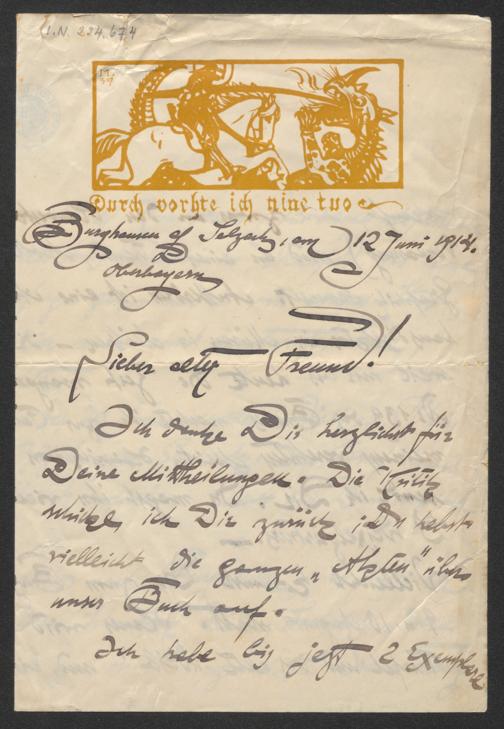 I.N. 224.674
Durch vorhte ich nine tuo
Burghausen a/ Salzach, am 12 Juni 1914.
Oberbayern
Lieber alter Freund!
Ich danke Dir herzlichst für
Deine Mittheilungen. Die Kritik
schicke ich Dir zurück; Du hebst
vielleicht die ganzen „Akten" übers
unser Buch auf.
Ich habe bis jetzt 2 Exemplare